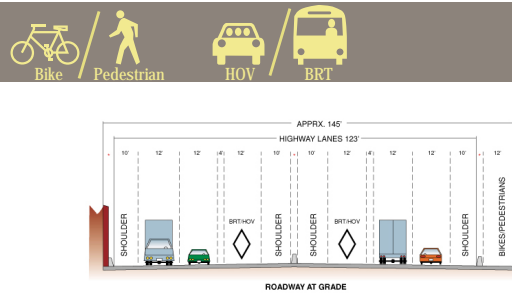 Bike
Pedestrian
HOV
BRT
APPRX. 145'
HIGHWAY LANES 123'
10' 12' 12' 4' 12' 10' 10' 12' 4' 12' 12' 10' 12'
SHOULDER
BRT/HOV
SHOULDER
SHOULDER
BRT/HOV
SHOULDER
BIKES/PEDESTRIANS
ROADWAY AT GRADE